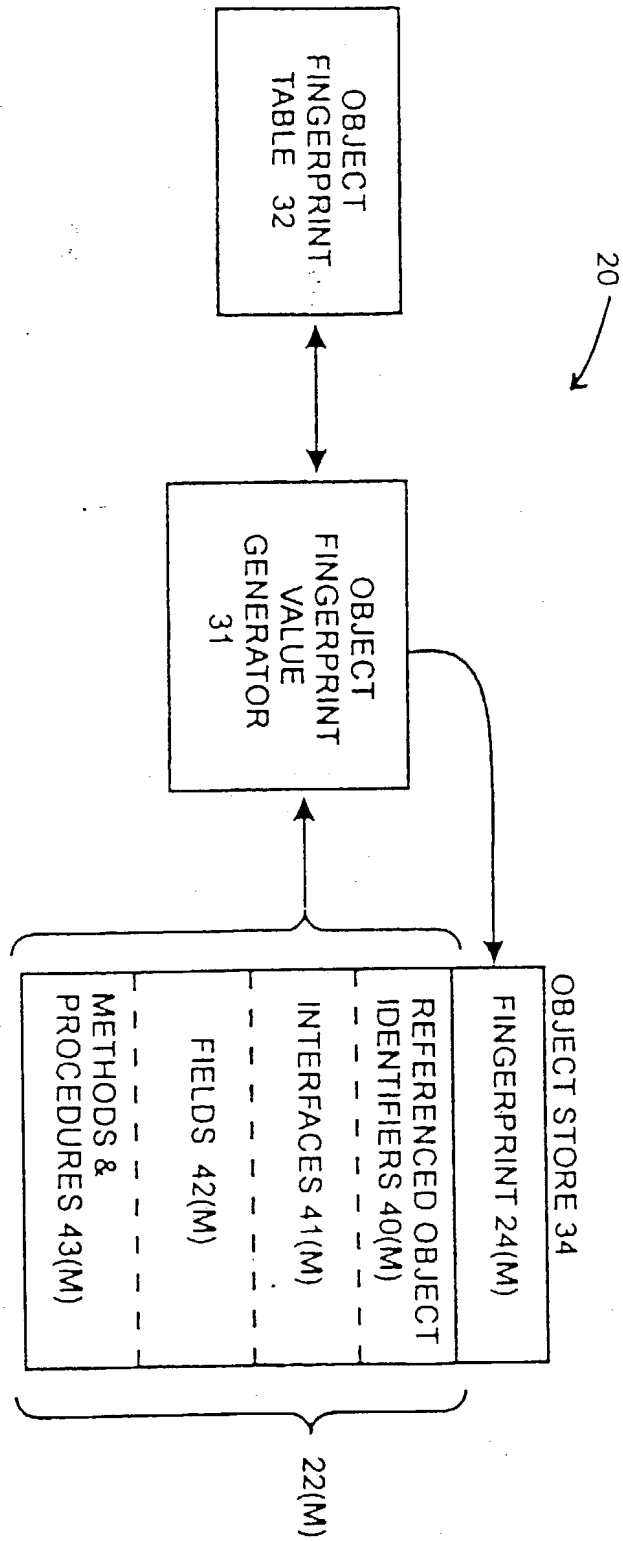 20
OBJECT
FINGERPRINT
TABLE 32
OBJECT
FINGERPRINT
VALUE
GENERATOR
31
OBJECT STORE 34
FINGERPRINT 24(M)
REFERENCED OBJECT
IDENTIFIERS 40(M)
INTERFACES 41(M)
FIELDS 42(M)
METHODS &
PROCEDURES 43(M)
22(M)